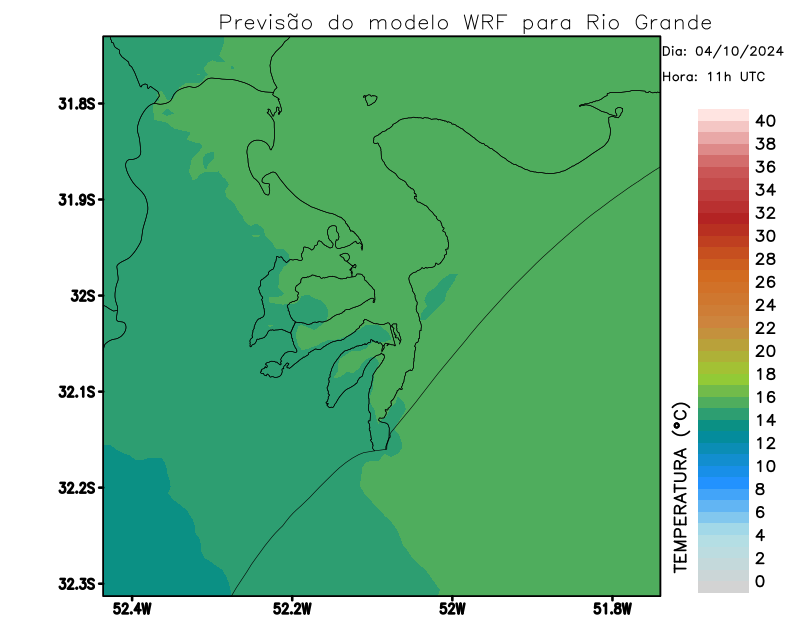 Previsão do modelo WRF para Rio Grande
Dia: 04/10/2024
Hora: 11h UTC
31.8S
31.9S
32S
32.1S
32.2S
32.3S
52.4W
52.2W
52W
51.8W
TEMPERATURA (°C)
40
38
36
34
32
30
28
26
24
22
20
18
16
14
12
10
8
6
4
2
0